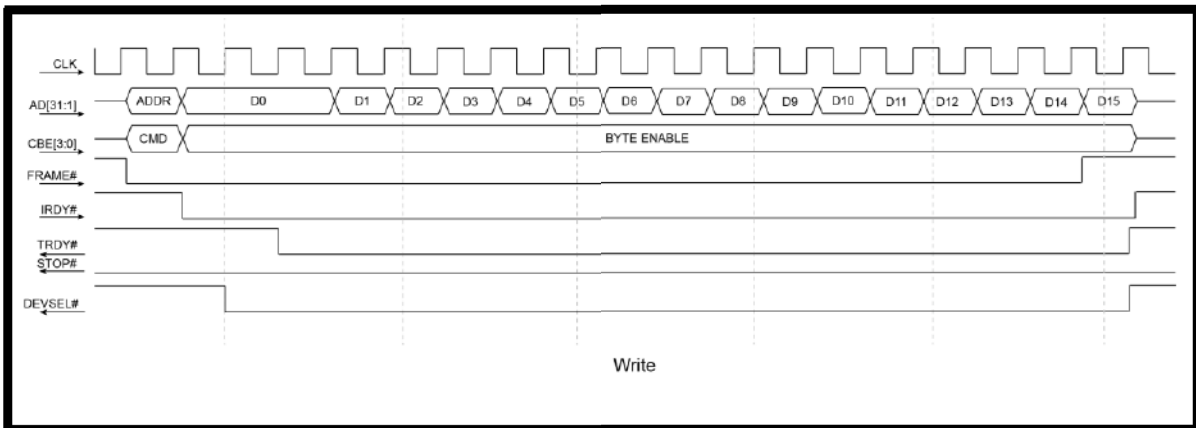 CLK
AD[31:1] ADDR D0 D1 D2 D3 D4 D5 D6 D7 D8 D9 D10 D11 D12 D13 D14 D15
CBE[3:0] CMD BYTE ENABLE
FRAME#
IRDY#
TRDY#
STOP#
DEVSEL#
Write